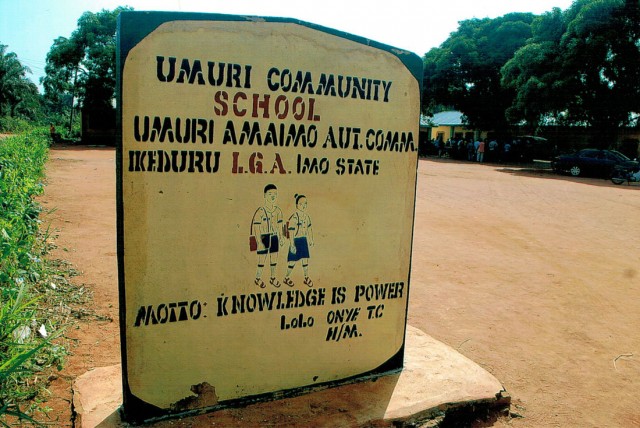 UMURI COMMUNITY
SCHOOL
UMURI AMAIMO AUT. COMM.
IKEDURU L.G.A. IMO STATE
MOTTO: KNOWLEDGE IS POWER
LOLO ONYE T.C
H/M.